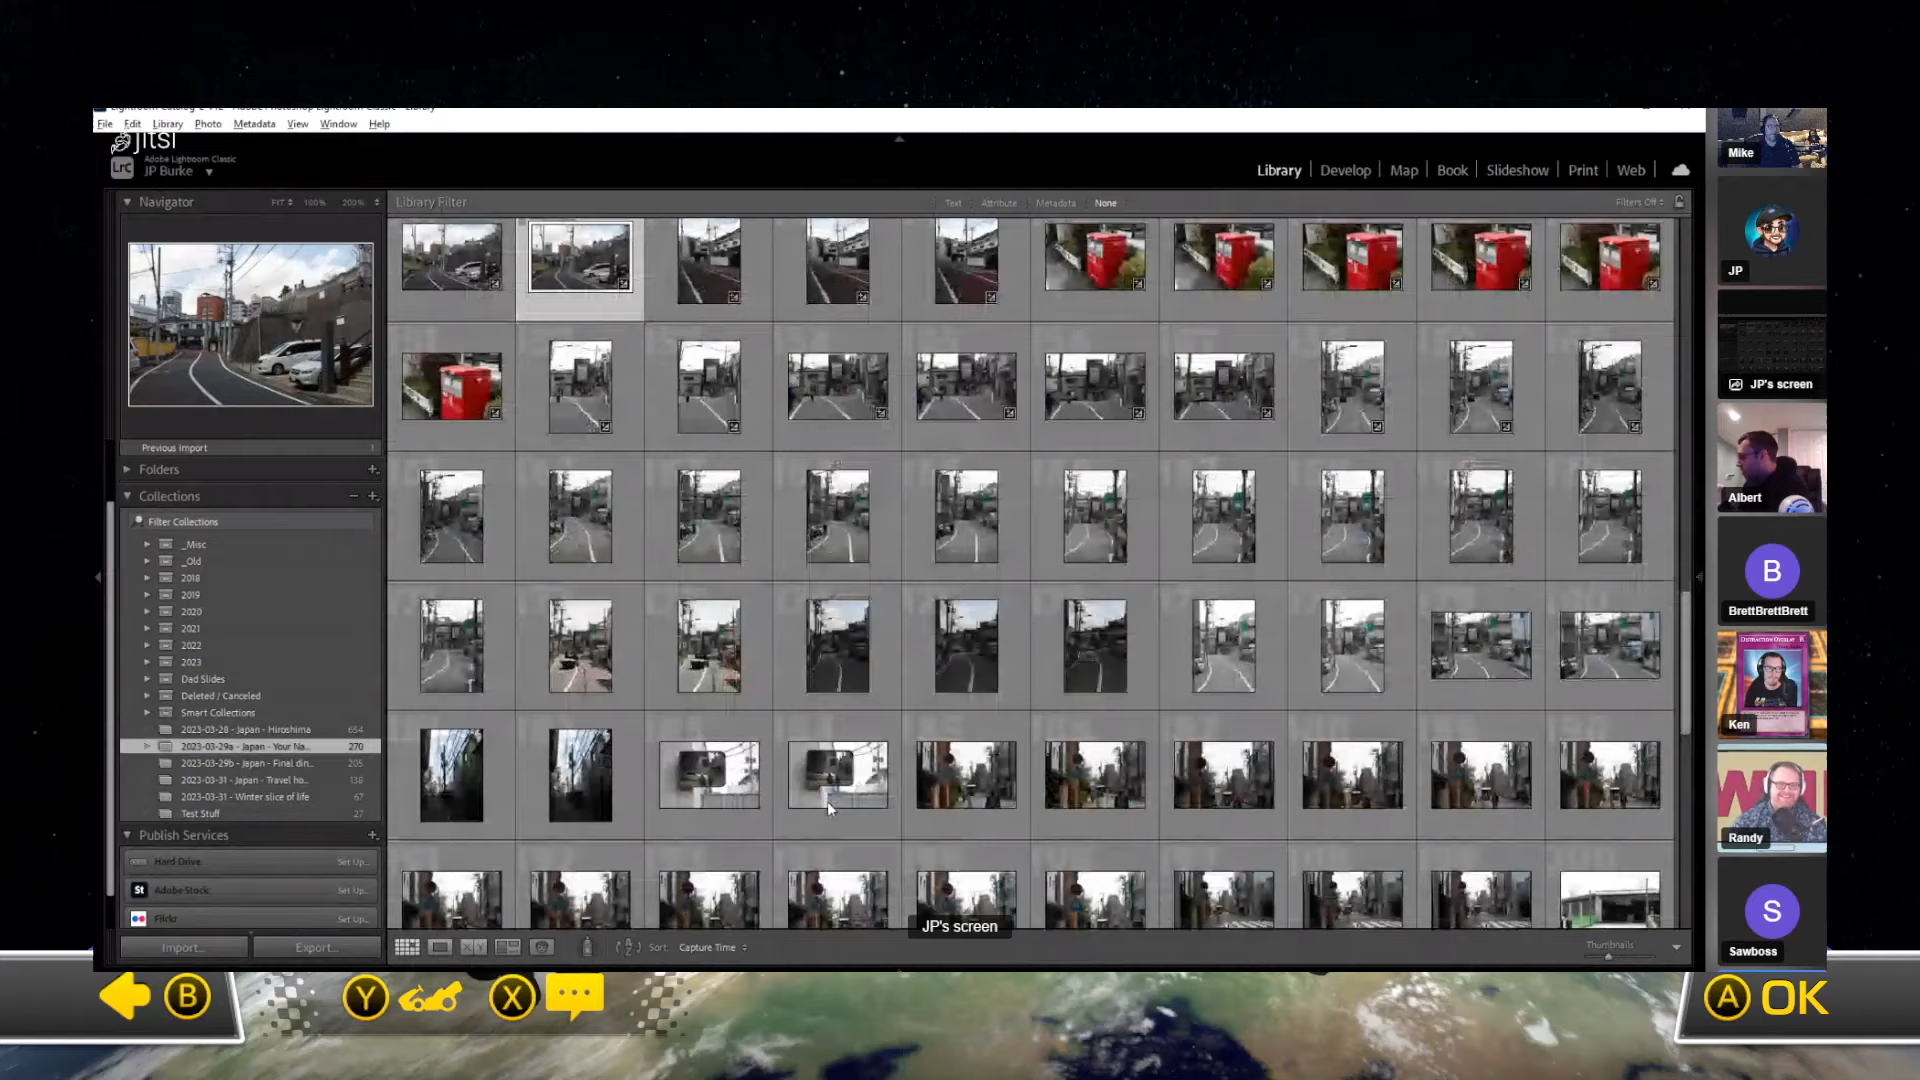 File Edit Library Photo Metadata View Window Help
jitsi
LrC
Adobe Lightroom Classic
JP Burke
Library Develop Map Book Slideshow Print Web
Navigator FIT 100% 200%
Library Filter Text Attribute Metadata None Filters Off
Previous Import 1
Folders
Collections
Filter Collections
_Misc
_Old
2018
2019
2020
2021
2022
2023
Dad Slides
Deleted / Canceled
Smart Collections
2023-03-28 - Japan - Hiroshima 654
2023-03-29a - Japan - Your Na... 270
2023-03-29b - Japan - Final din... 205
2023-03-31 - Japan - Travel ho... 138
2023-03-31 - Winter slice of life 67
Test Stuff 27
Publish Services
Hard Drive Set Up...
St Adobe Stock Set Up...
Flickr Set Up...
Import... Export...
Sort: Capture Time
Thumbnails
JP's screen
Mike
JP
JP's screen
Albert
B
BrettBrettBrett
DISTRACTION OVERLAY
Ken
Randy
S
Sawboss
B
Y
X
A OK